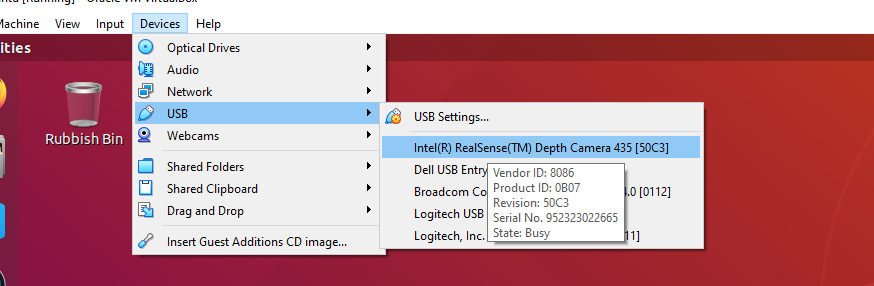 [Running] - Oracle VM VirtualBox
Machine View Input Devices Help
ities
Optical Drives
Audio
Network
USB
Webcams
Shared Folders
Shared Clipboard
Drag and Drop
Insert Guest Additions CD image...
Rubbish Bin
USB Settings...
Intel(R) RealSense(TM) Depth Camera 435 [50C3]
Dell USB Entry
Broadcom Co 4.0 [0112]
Logitech USB
Logitech, Inc. 11]
Vendor ID: 8086
Product ID: 0B07
Revision: 50C3
Serial No. 952323022665
State: Busy